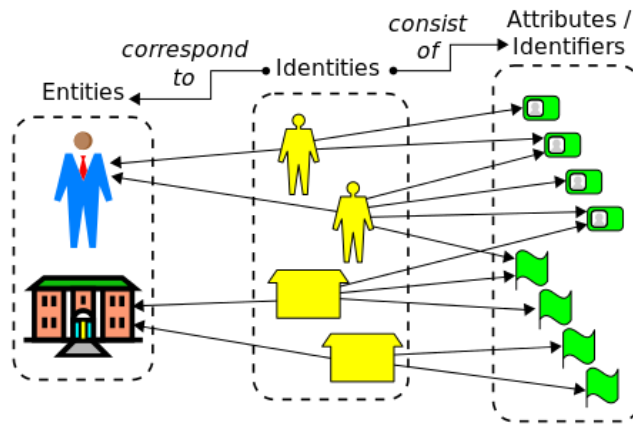 Entities
correspond
to
Identities
consist
of
Attributes /
Identifiers